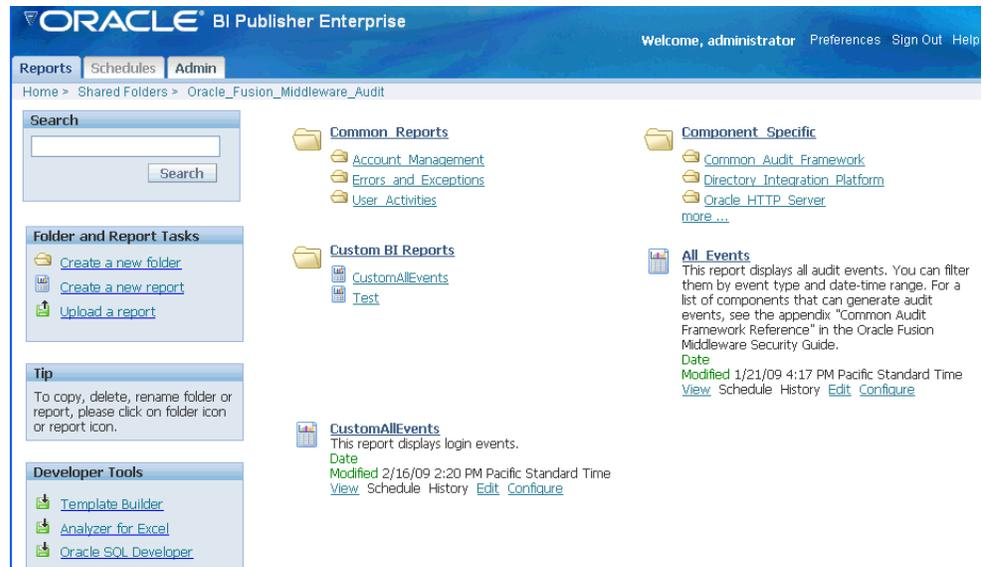 ORACLE® BI Publisher Enterprise
Welcome, administrator Preferences Sign Out Help
Reports Schedules Admin
Home > Shared Folders > Oracle_Fusion_Middleware_Audit
Search
Search
Folder and Report Tasks
Create a new folder
Create a new report
Upload a report
Tip
To copy, delete, rename folder or
report, please click on folder icon
or report icon.
Developer Tools
Template Builder
Analyzer for Excel
Oracle SQL Developer
Common_Reports
Account_Management
Errors_and_Exceptions
User_Activities
Component_Specific
Common_Audit_Framework
Directory_Integration_Platform
Oracle_HTTP_Server
more ...
Custom BI Reports
CustomAllEvents
Test
All_Events
This report displays all audit events. You can filter
them by event type and date-time range. For a
list of components that can generate audit
events, see the appendix "Common Audit
Framework Reference" in the Oracle Fusion
Middleware Security Guide.
Date
Modified 1/21/09 4:17 PM Pacific Standard Time
View Schedule History Edit Configure
CustomAllEvents
This report displays login events.
Date
Modified 2/16/09 2:20 PM Pacific Standard Time
View Schedule History Edit Configure